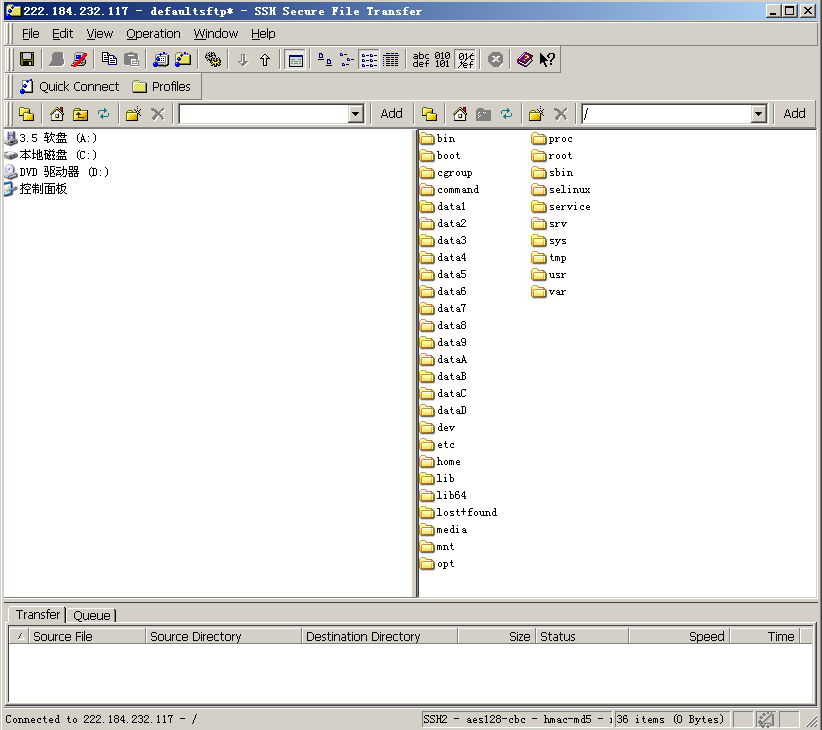 222.184.232.117 - defaultsftp* - SSH Secure File Transfer
File Edit View Operation Window Help
abc def 010 101
Quick Connect Profiles
Add / Add
3.5 软盘 (A:)
本地磁盘 (C:)
DVD 驱动器 (D:)
控制面板
bin
boot
cgroup
command
data1
data2
data3
data4
data5
data6
data7
data8
data9
dataA
dataB
dataC
dataD
dev
etc
home
lib
lib64
lost+found
media
mnt
opt
proc
root
sbin
selinux
service
srv
sys
tmp
usr
var
Transfer Queue
Source File Source Directory Destination Directory Size Status Speed Time
Connected to 222.184.232.117 - / SSH2 - aes128-cbc - hmac-md5 - 36 items (0 Bytes)